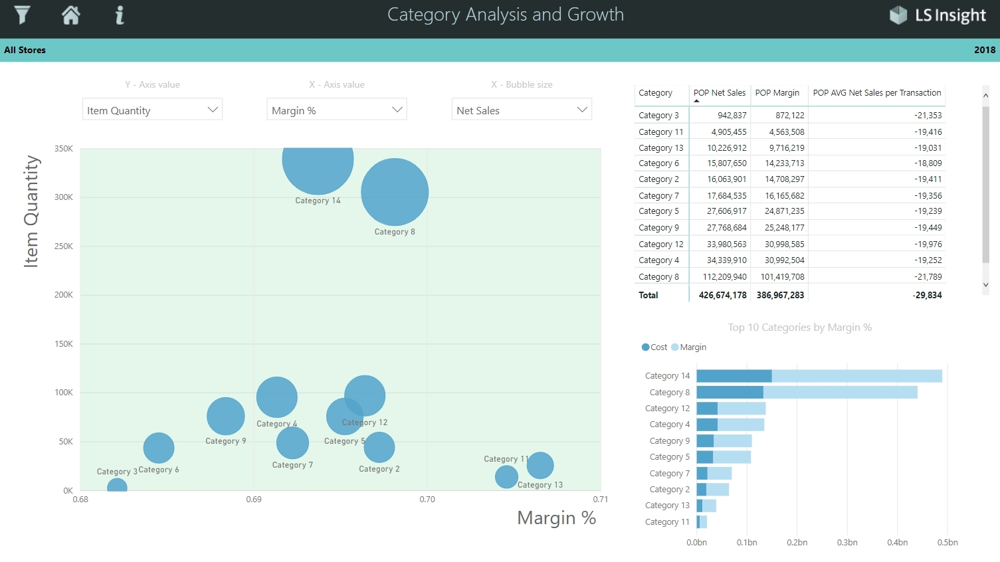 Category Analysis and Growth
LS Insight
All Stores
2018
Y - Axis value
X - Axis value
X - Bubble size
Item Quantity
Margin %
Net Sales
350K
300K
250K
200K
150K
100K
50K
0K
Item Quantity
Category 14
Category 8
Category 4
Category 12
Category 9
Category 5
Category 7
Category 2
Category 3
Category 6
Category 11
Category 13
0.68
0.69
0.70
0.71
Margin %
Category POP Net Sales POP Margin POP AVG Net Sales per Transaction
Category 3 942,837 872,122 -21,353
Category 11 4,905,455 4,563,508 -19,416
Category 13 10,226,912 9,716,219 -19,031
Category 6 15,807,650 14,233,713 -18,809
Category 2 16,063,901 14,708,297 -19,411
Category 7 17,684,535 16,165,682 -19,356
Category 5 27,606,917 24,871,235 -19,239
Category 9 27,768,684 25,248,177 -19,449
Category 12 33,980,563 30,998,585 -19,976
Category 4 34,339,910 30,992,504 -19,252
Category 8 112,209,940 101,419,708 -21,789
Total 426,674,178 386,967,283 -29,834
Top 10 Categories by Margin %
Cost Margin
Category 14
Category 8
Category 12
Category 4
Category 9
Category 5
Category 7
Category 2
Category 13
Category 11
0.0bn 0.1bn 0.2bn 0.3bn 0.4bn 0.5bn